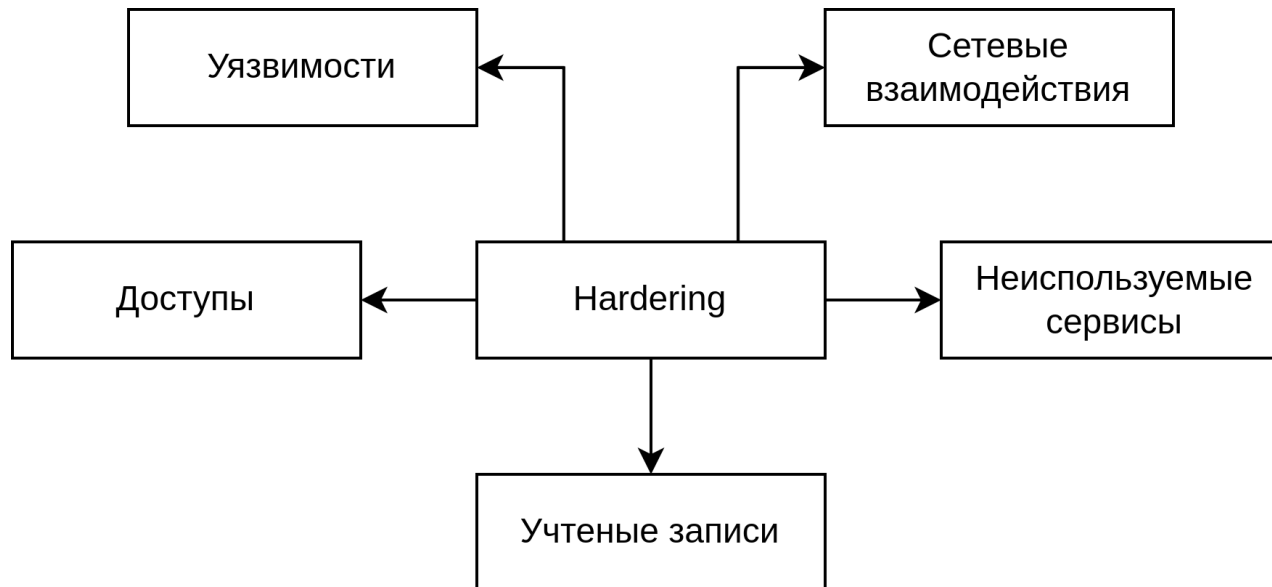 Уязвимости
Сетевые
взаимодействия
Доступы
Hardering
Неиспользуемые
сервисы
Учтеные записи